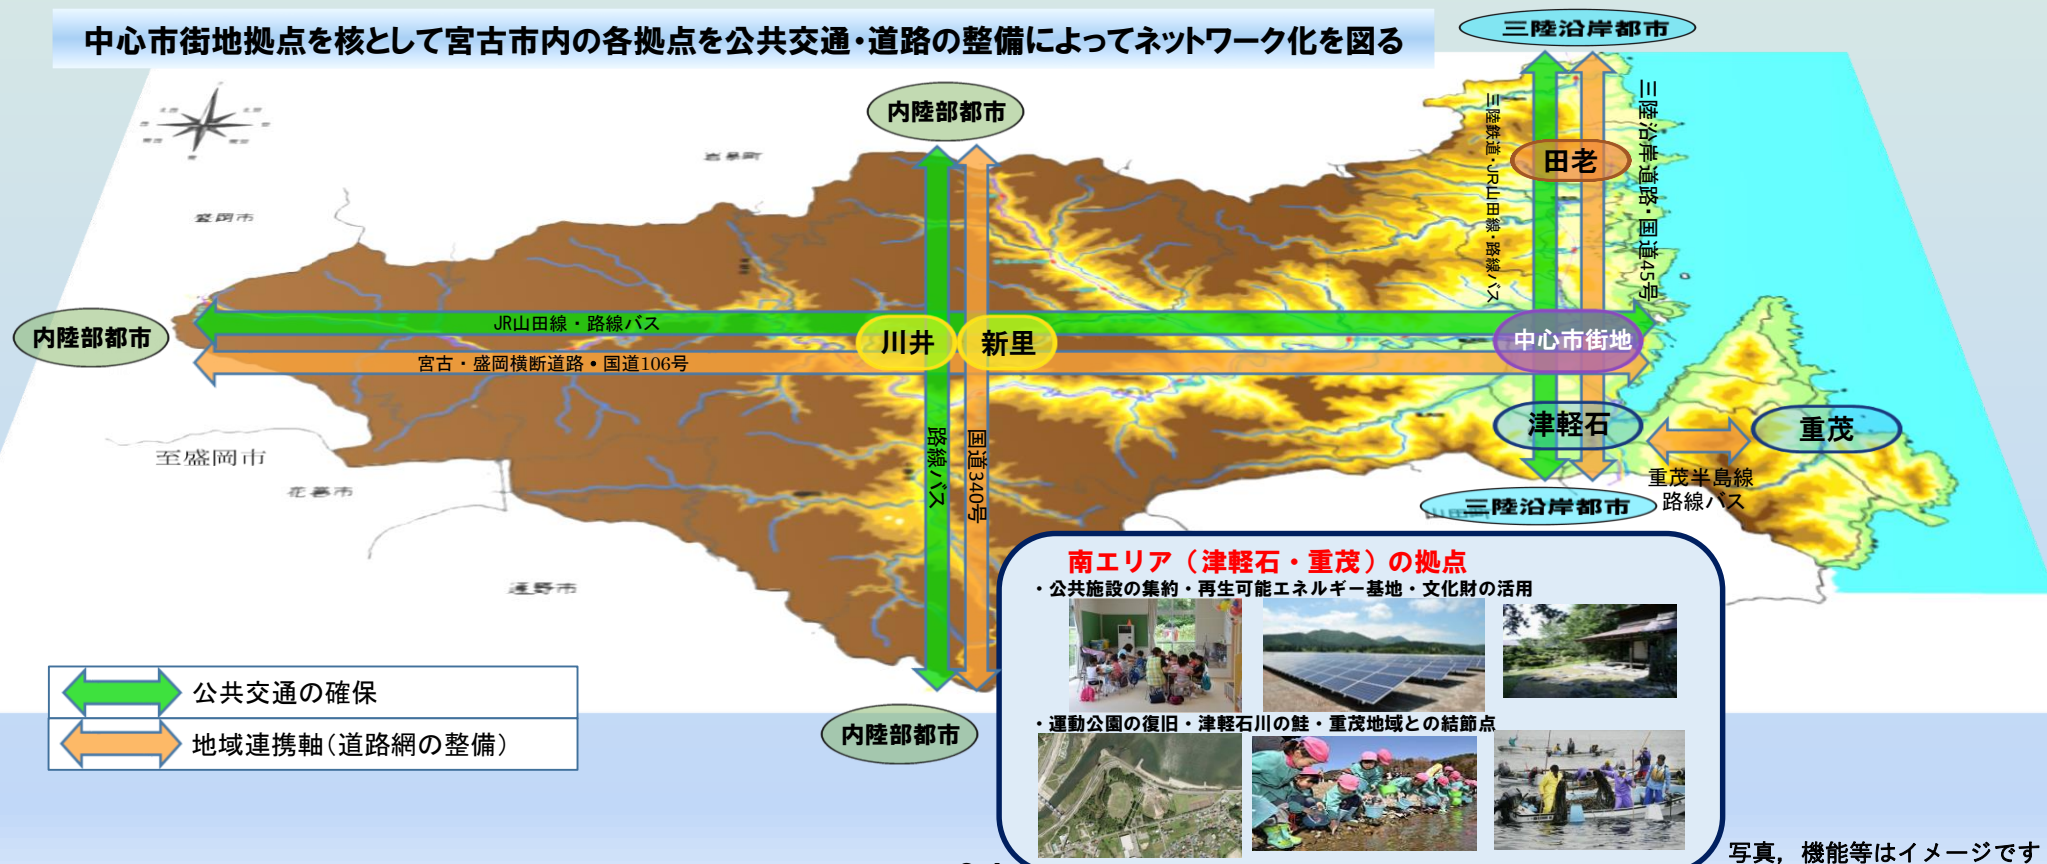 中心市街地拠点を核として宮古市内の各拠点を公共交通・道路の整備によってネットワーク化を図る
三陸沿岸都市
内陸部都市
三陸鉄道・JR山田線・路線バス
三陸沿岸道路・国道45号
田老
岩泉町
盛岡市
内陸部都市
JR山田線・路線バス
宮古・盛岡横断道路・国道106号
川井
新里
中心市街地
津軽石
重茂
路線バス
国道340号
重茂半島線
路線バス
至盛岡市
花巻市
三陸沿岸都市
遠野市
南エリア（津軽石・重茂）の拠点
・公共施設の集約・再生可能エネルギー基地・文化財の活用
・運動公園の復旧・津軽石川の鮭・重茂地域との結節点
公共交通の確保
地域連携軸(道路網の整備)
内陸部都市
写真，機能等はイメージです